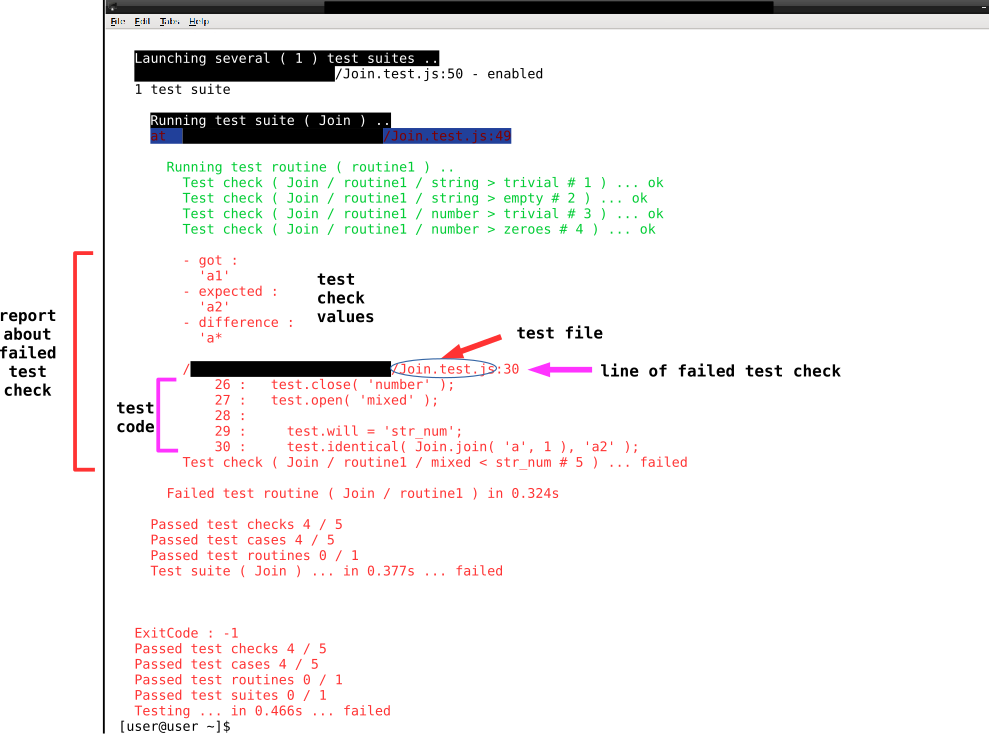 File Edit Tabs Help
Launching several ( 1 ) test suites ..
/Join.test.js:50 - enabled
1 test suite
Running test suite ( Join ) ..
at /Join.test.js:49
Running test routine ( routine1 ) ..
Test check ( Join / routine1 / string > trivial # 1 ) ... ok
Test check ( Join / routine1 / string > empty # 2 ) ... ok
Test check ( Join / routine1 / number > trivial # 3 ) ... ok
Test check ( Join / routine1 / number > zeroes # 4 ) ... ok
- got :
'a1'
- expected :
'a2'
- difference :
'a*
test
check
values
report
about
failed
test
check
test file
/ /Join.test.js:30
line of failed test check
test
code
26 : test.close( 'number' );
27 : test.open( 'mixed' );
28 :
29 : test.will = 'str_num';
30 : test.identical( Join.join( 'a', 1 ), 'a2' );
Test check ( Join / routine1 / mixed < str_num # 5 ) ... failed
Failed test routine ( Join / routine1 ) in 0.324s
Passed test checks 4 / 5
Passed test cases 4 / 5
Passed test routines 0 / 1
Test suite ( Join ) ... in 0.377s ... failed
ExitCode : -1
Passed test checks 4 / 5
Passed test cases 4 / 5
Passed test routines 0 / 1
Passed test suites 0 / 1
Testing ... in 0.466s ... failed
[user@user ~]$